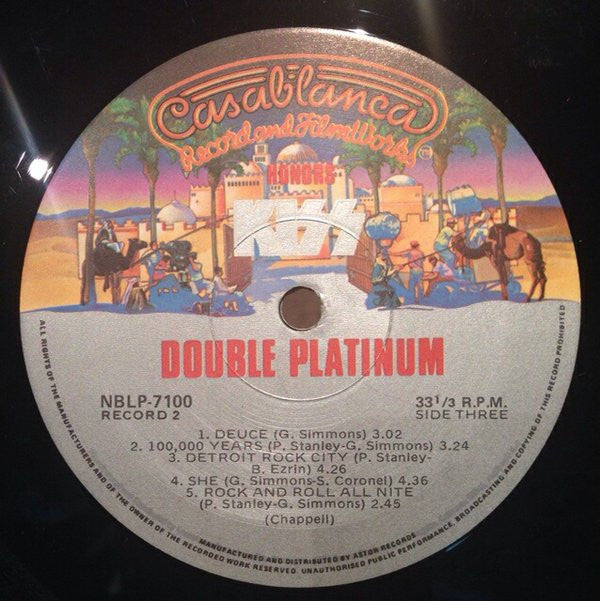 Casablanca
Record and FilmWorks
HONORS
KISS
DOUBLE PLATINUM
NBLP-7100
RECORD 2
33 1/3 R.P.M.
SIDE THREE
1. DEUCE (G. Simmons) 3.02
2. 100,000 YEARS (P. Stanley-G. Simmons) 3.24
3. DETROIT ROCK CITY (P. Stanley-
B. Ezrin) 4.26
4. SHE (G. Simmons-S. Coronel) 4.36
5. ROCK AND ROLL ALL NITE
(P. Stanley-G. Simmons) 2.45
(Chappell)
MANUFACTURED AND DISTRIBUTED BY ASTOR RECORDS
ALL RIGHTS OF THE MANUFACTURERS AND OF THE OWNER OF THE RECORDED WORK RESERVED. UNAUTHORISED PUBLIC PERFORMANCE, BROADCASTING AND COPYING OF THIS RECORD PROHIBITED